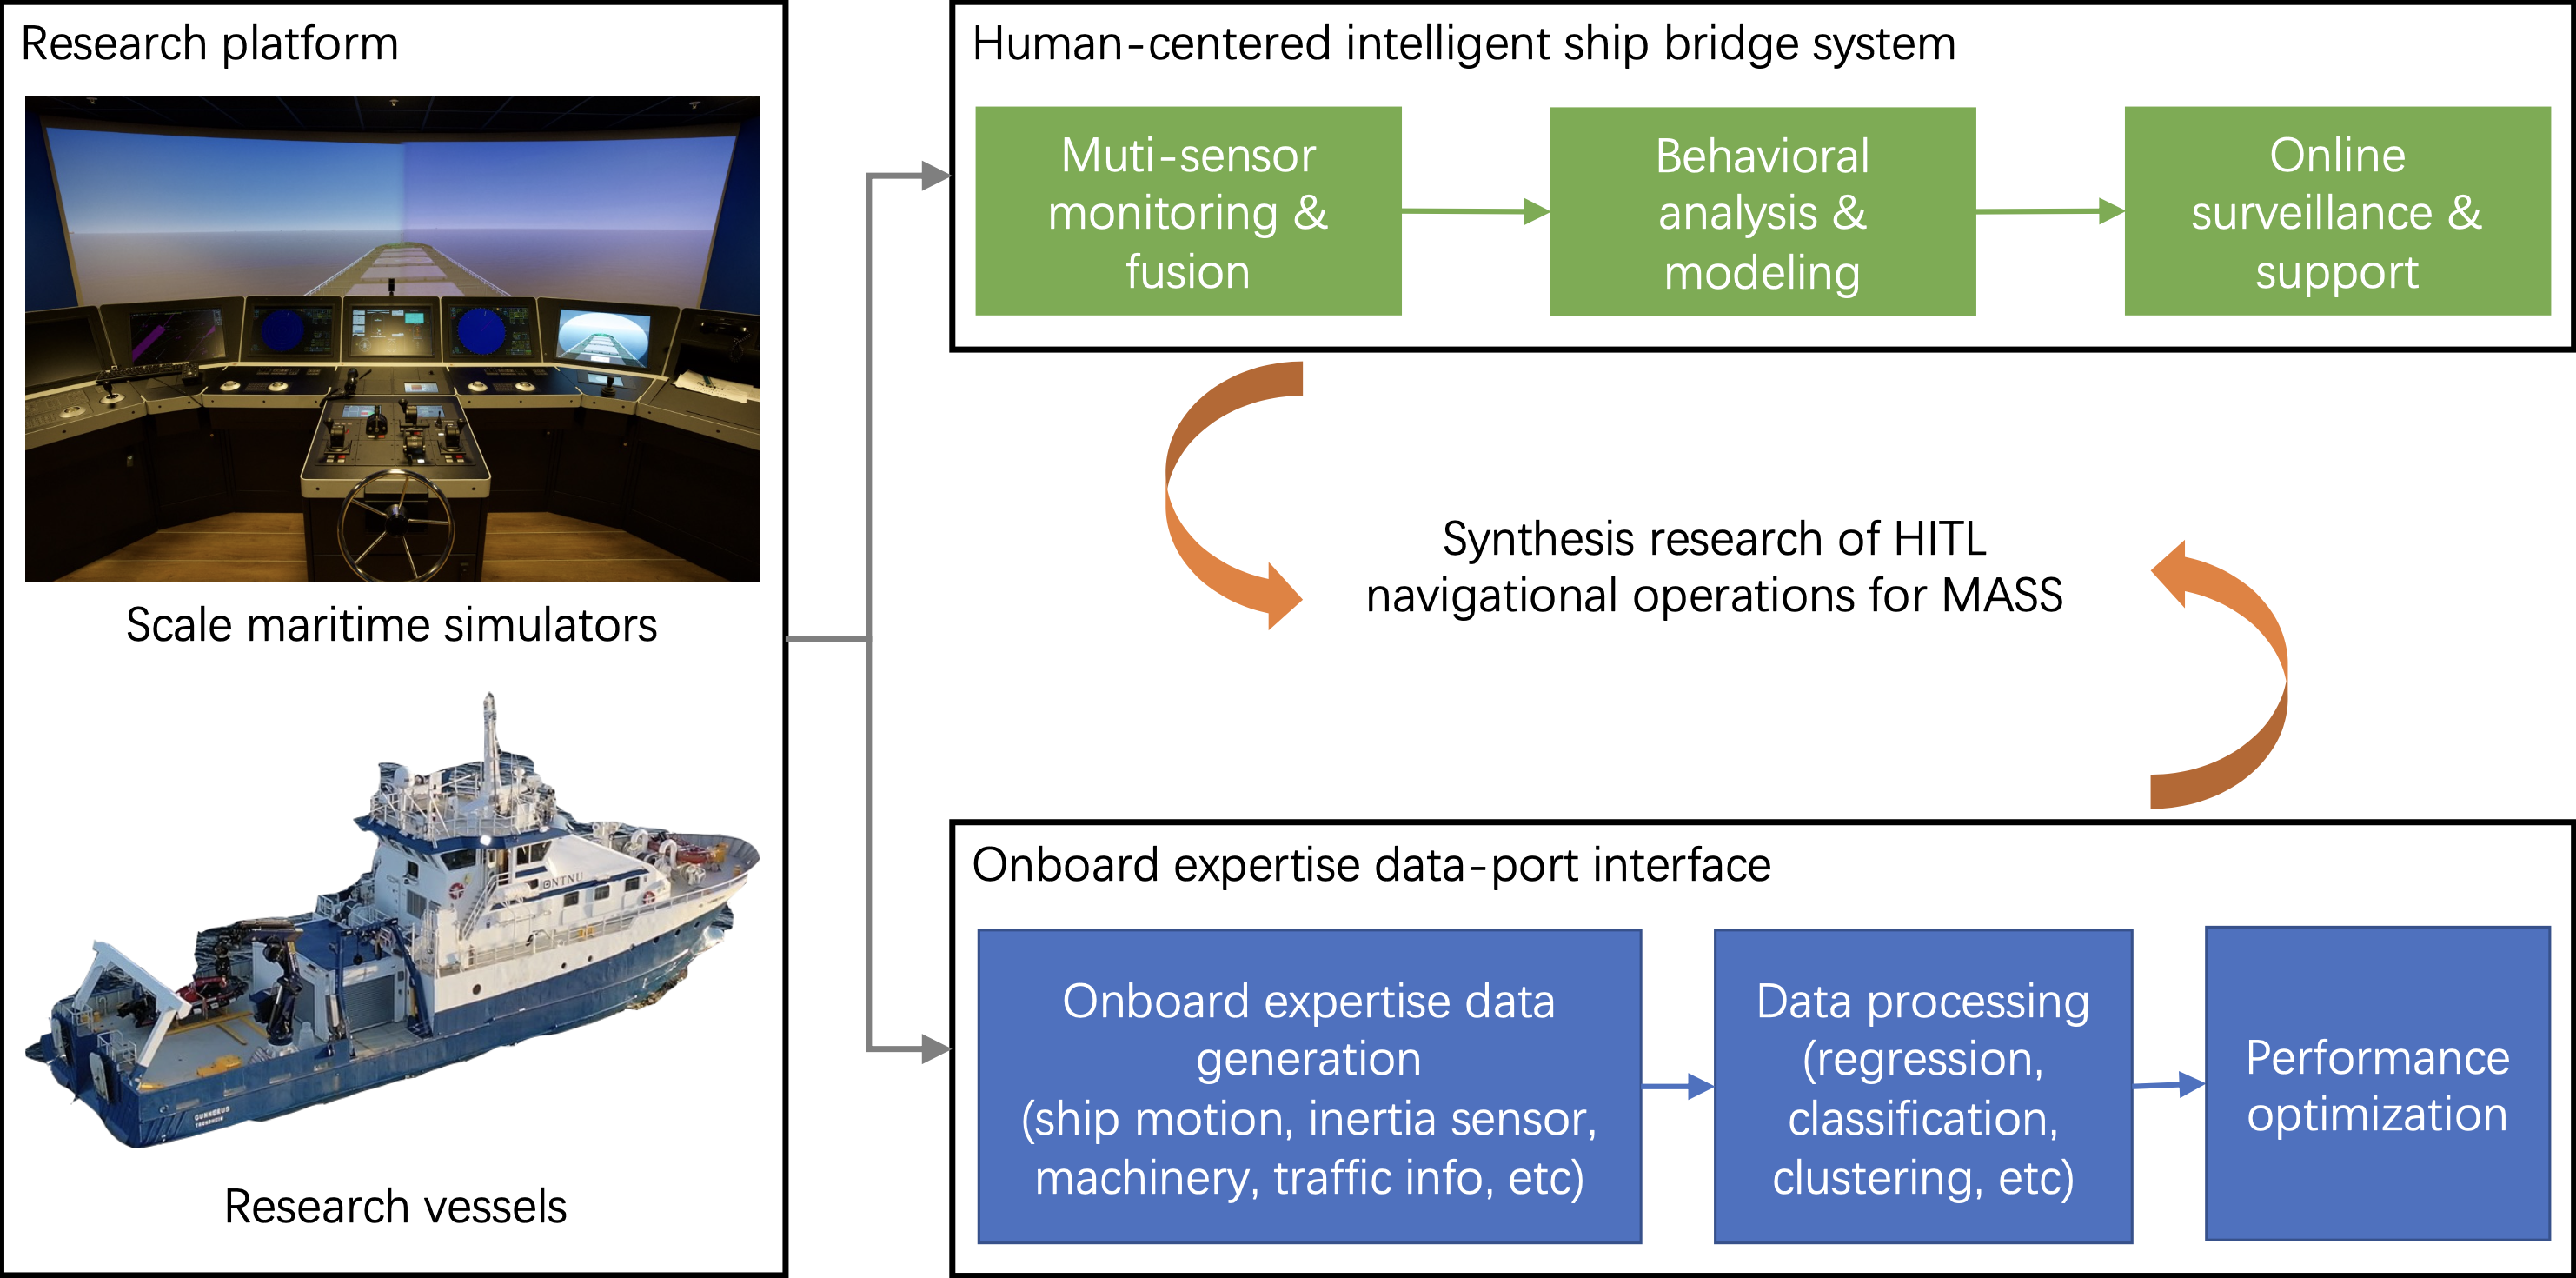 Research platform
Scale maritime simulators
NTNU
GUNNERUS
TRONDHEIM
Research vessels
Human-centered intelligent ship bridge system
Muti-sensor
monitoring &
fusion
Behavioral
analysis &
modeling
Online
surveillance &
support
Synthesis research of HITL
navigational operations for MASS
Onboard expertise data-port interface
Onboard expertise data
generation
(ship motion, inertia sensor,
machinery, traffic info, etc)
Data processing
(regression,
classification,
clustering, etc)
Performance
optimization